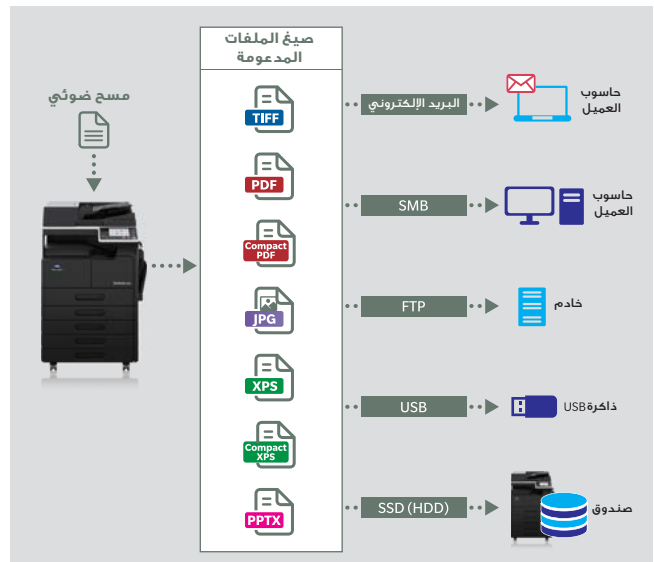 صيغ الملفات
المدعومة
مسح ضوئي
TIFF
PDF
Compact
PDF
JPG
XPS
Compact
XPS
PPTX
البريد الإلكتروني
حاسوب
العميل
SMB
حاسوب
العميل
FTP
خادم
USB
ذاكرة USB
SSD (HDD)
صندوق